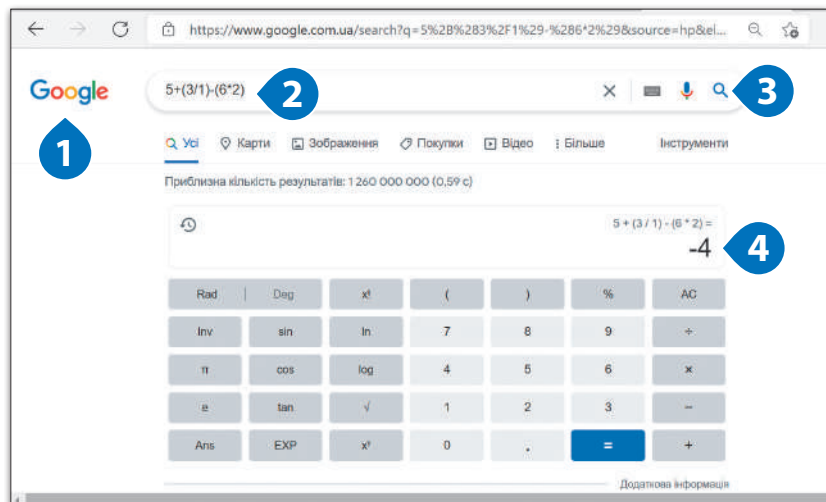 https://www.google.com.ua/search?q=5%2B%283%2F1%29-%286*2%29&source=hp&ei...
Google 5+(3/1)-(6*2) 2 3
1
Усі Карти Зображення Покупки Відео Більше Інструменти
Приблизна кількість результатів: 1 260 000 000 (0,59 с)
5 + (3 / 1) - (6 * 2) =
-4 4
Rad | Deg x! ( ) % AC
Inv sin ln 7 8 9 ÷
π cos log 4 5 6 ×
e tan √ 1 2 3 −
Ans EXP xʸ 0 . = +
Додаткова інформація